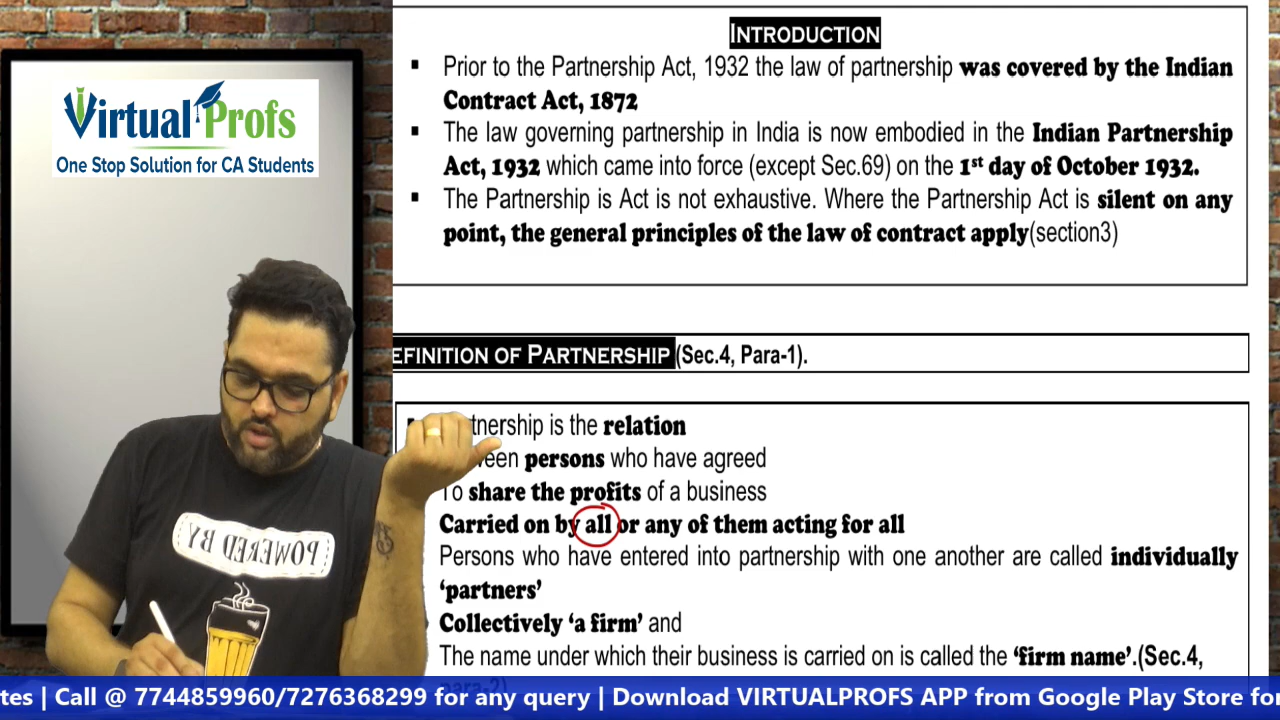 Virtual Profs
One Stop Solution for CA Students
INTRODUCTION
▪ Prior to the Partnership Act, 1932 the law of partnership was covered by the Indian
Contract Act, 1872
▪ The law governing partnership in India is now embodied in the Indian Partnership
Act, 1932 which came into force (except Sec.69) on the 1st day of October 1932.
▪ The Partnership is Act is not exhaustive. Where the Partnership Act is silent on any
point, the general principles of the law of contract apply(section3)
EFINITION OF PARTNERSHIP (Sec.4, Para-1).
tnership is the relation
een persons who have agreed
To share the profits of a business
Carried on by all or any of them acting for all
Persons who have entered into partnership with one another are called individually
‘partners’
Collectively ‘a firm’ and
The name under which their business is carried on is called the ‘firm name’.(Sec.4,
para-2)
POWERED BY
tes | Call @ 7744859960/7276368299 for any query | Download VIRTUALPROFS APP from Google Play Store for